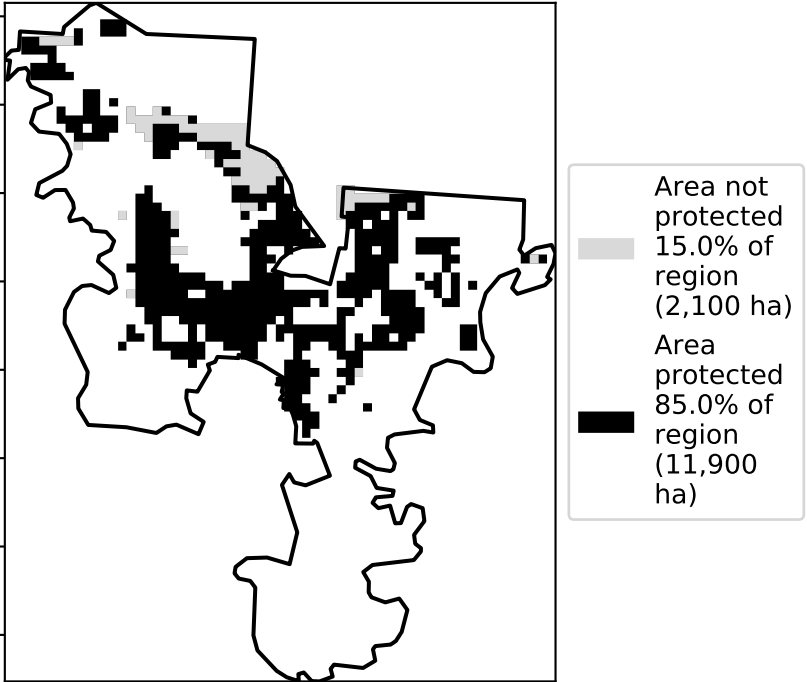 Area not
protected
15.0% of
region
(2,100 ha)
Area
protected
85.0% of
region
(11,900
ha)